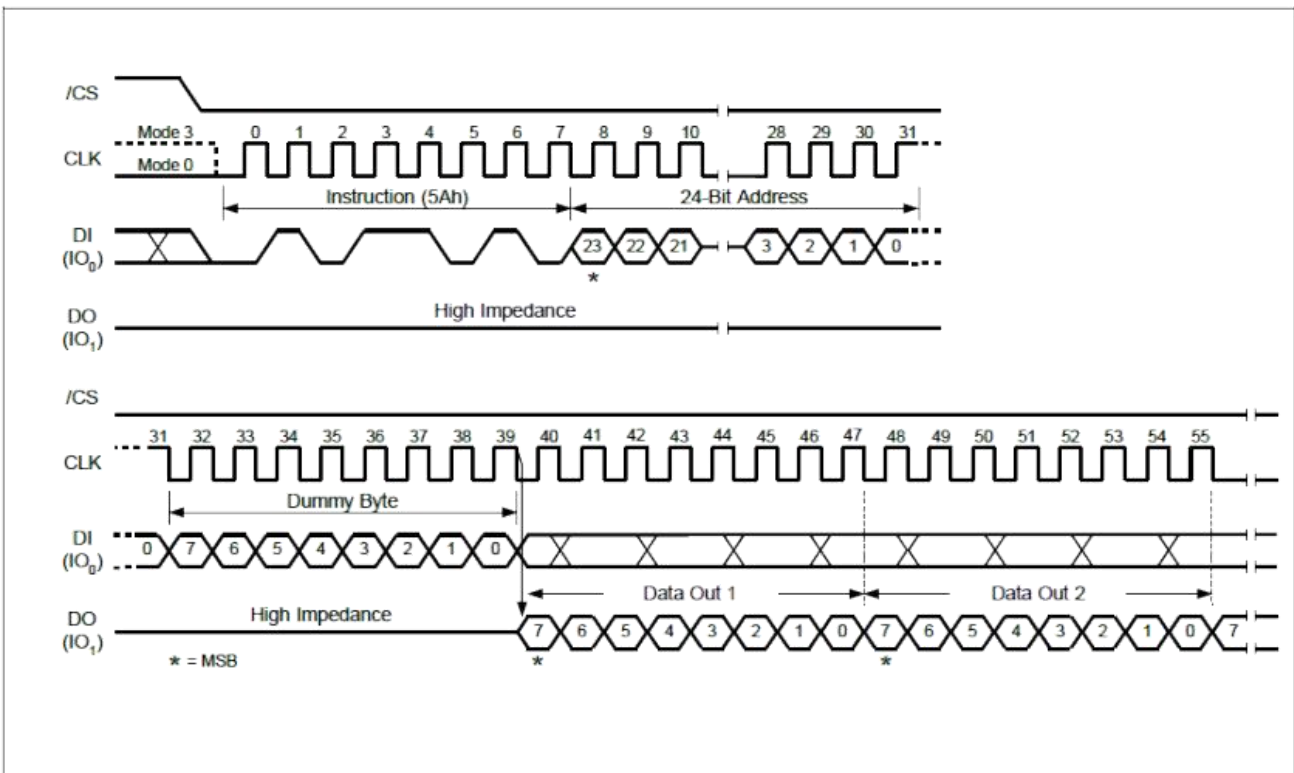 /CS
Mode 3 0 1 2 3 4 5 6 7 8 9 10 28 29 30 31
CLK
Mode 0
Instruction (5Ah) 24-Bit Address
DI
(IO0) 23 22 21 3 2 1 0
*
High Impedance
DO
(IO1)
/CS
31 32 33 34 35 36 37 38 39 40 41 42 43 44 45 46 47 48 49 50 51 52 53 54 55
CLK
Dummy Byte
DI
(IO0) 0 7 6 5 4 3 2 1 0
Data Out 1 Data Out 2
High Impedance
DO
(IO1) 7 6 5 4 3 2 1 0 7 6 5 4 3 2 1 0 7
* = MSB * *